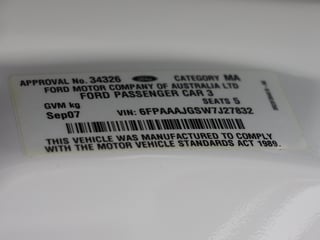 APPROVAL No. 34326 Ford CATEGORY MA
FORD MOTOR COMPANY OF AUSTRALIA LTD
FORD PASSENGER CAR 3
GVM kg SEATS 5
Sep07 VIN: 6FPAAAJGSW7J27832
THIS VEHICLE WAS MANUFACTURED TO COMPLY
WITH THE MOTOR VEHICLE STANDARDS ACT 1989.